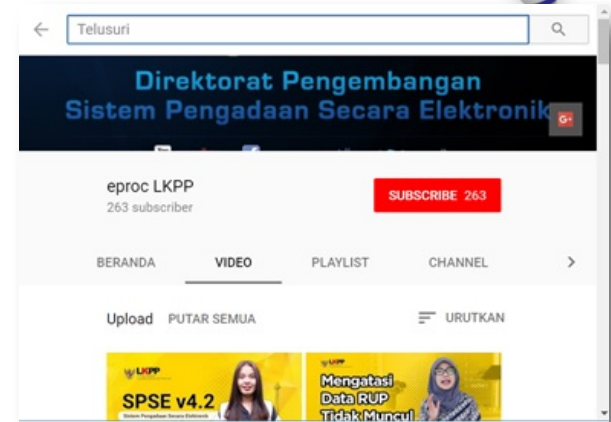 Telusuri
Direktorat Pengembangan
Sistem Pengadaan Secara Elektronik
G+
eproc LKPP
263 subscriber
SUBSCRIBE 263
BERANDA VIDEO PLAYLIST CHANNEL
Upload PUTAR SEMUA URUTKAN
LKPP
SPSE v4.2
Sistem Pengadaan Secara Elektronik
LKPP
Mengatasi
Data RUP
Tidak Muncul